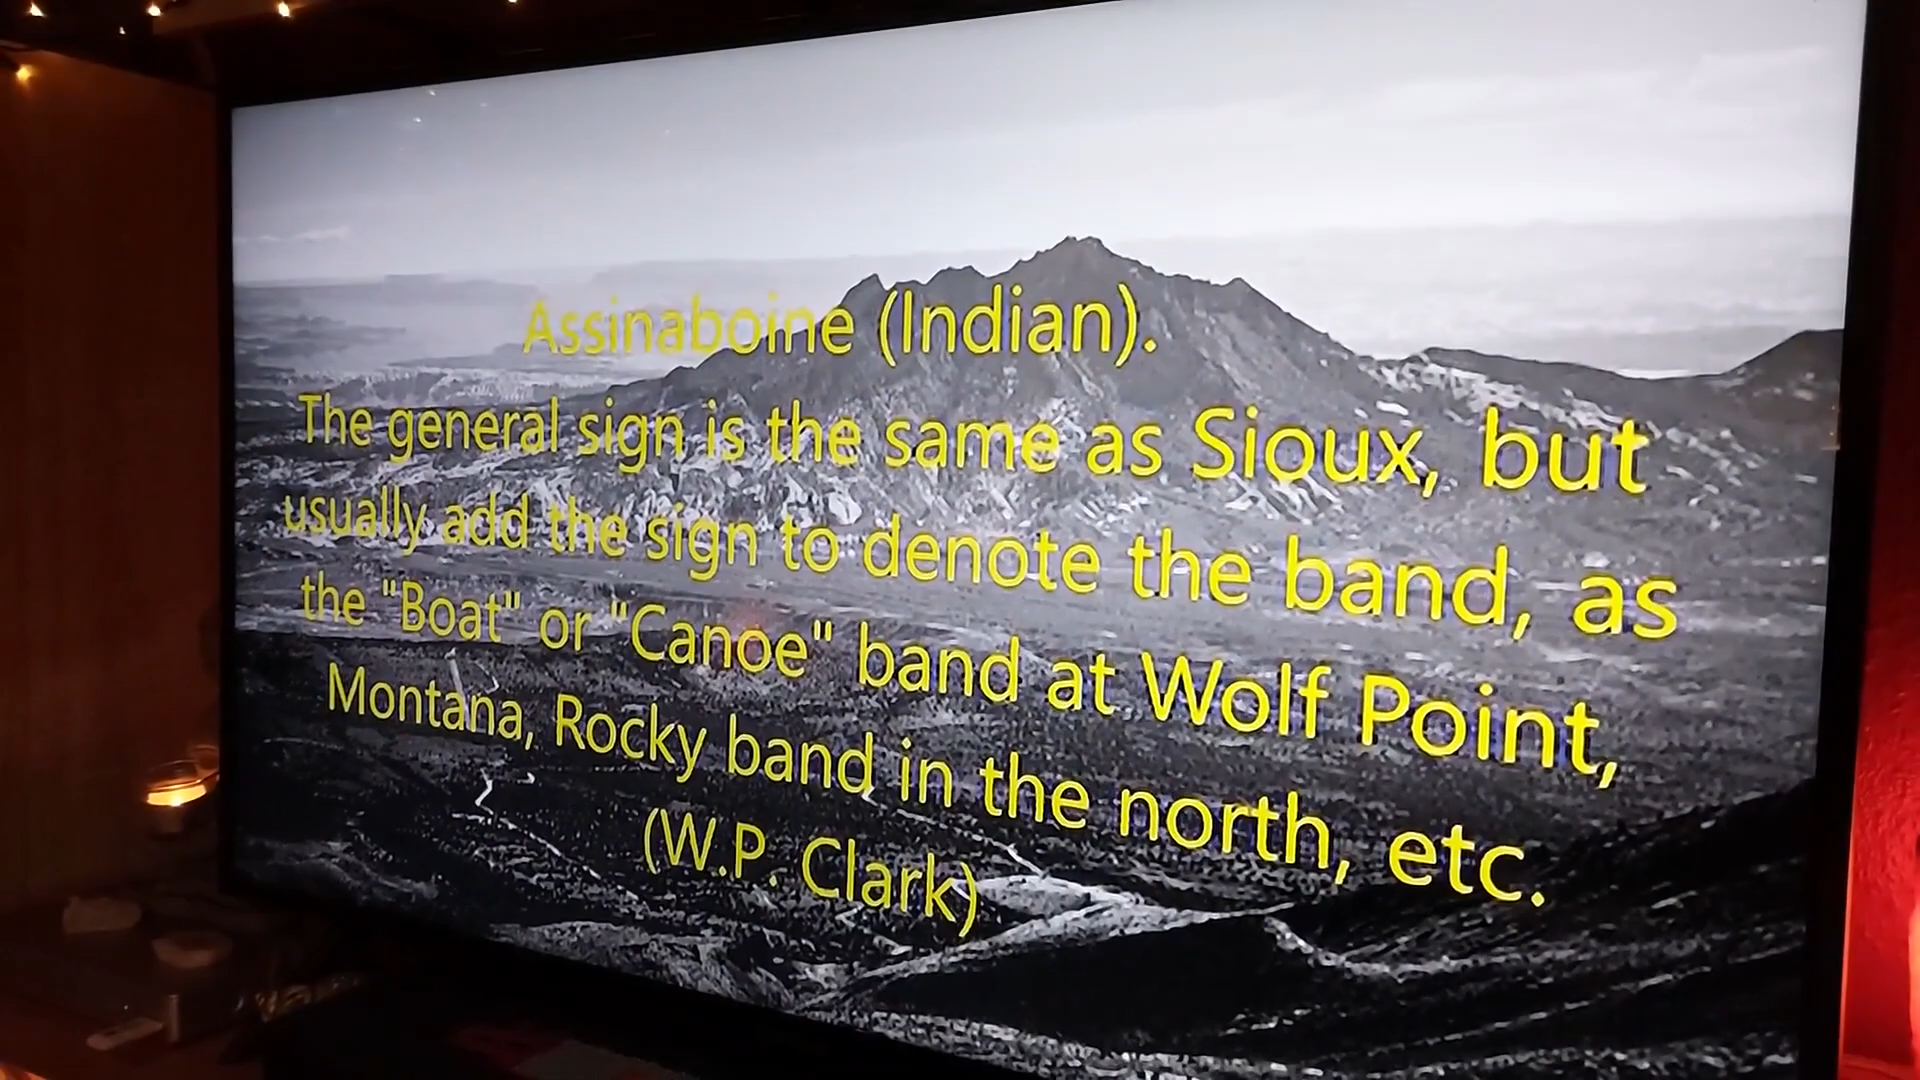 Assinaboine (Indian).
The general sign is the same as Sioux, but
usually add the sign to denote the band, as
the "Boat" or "Canoe" band at Wolf Point,
Montana, Rocky band in the north, etc.
(W.P. Clark)